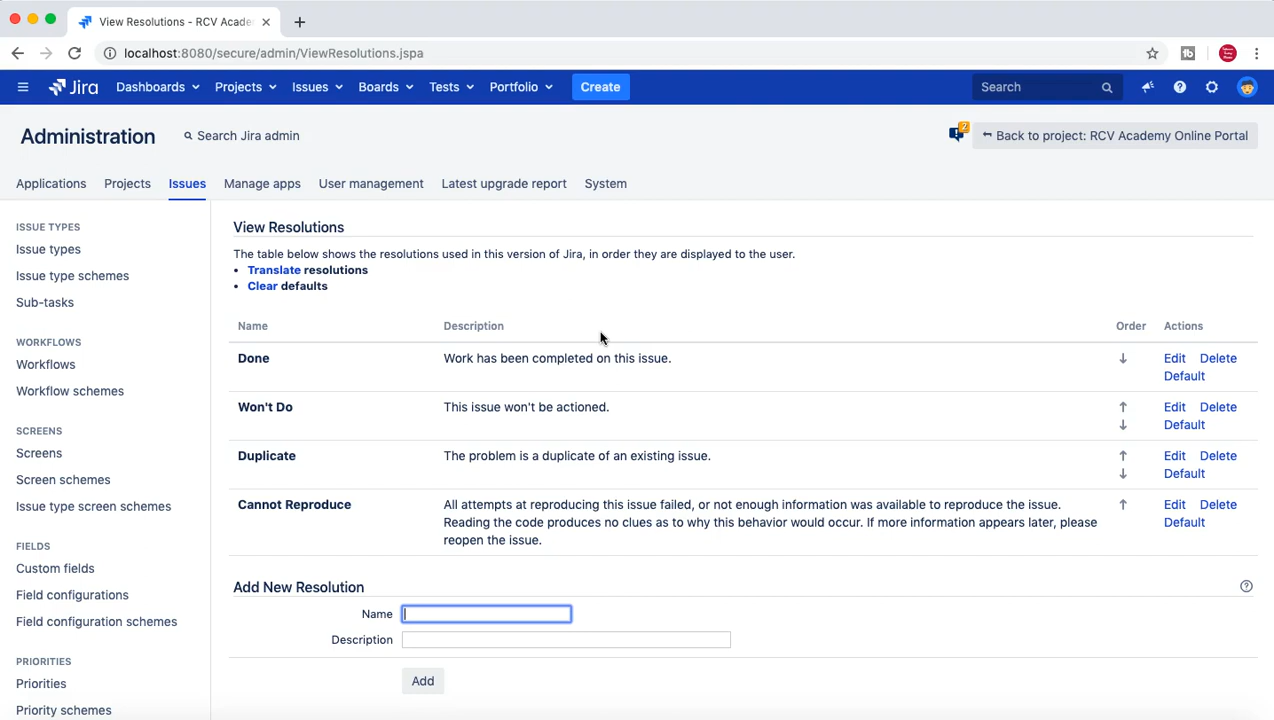 View Resolutions - RCV Acade
localhost:8080/secure/admin/ViewResolutions.jspa
Jira Dashboards Projects Issues Boards Tests Portfolio Create Search
Administration Search Jira admin 2 Back to project: RCV Academy Online Portal
Applications Projects Issues Manage apps User management Latest upgrade report System
ISSUE TYPES
Issue types
Issue type schemes
Sub-tasks
WORKFLOWS
Workflows
Workflow schemes
SCREENS
Screens
Screen schemes
Issue type screen schemes
FIELDS
Custom fields
Field configurations
Field configuration schemes
PRIORITIES
Priorities
Priority schemes
View Resolutions
The table below shows the resolutions used in this version of Jira, in order they are displayed to the user.
• Translate resolutions
• Clear defaults
Name Description Order Actions
Done Work has been completed on this issue. ↓ Edit Delete
Default
Won't Do This issue won't be actioned. ↑ Edit Delete
↓ Default
Duplicate The problem is a duplicate of an existing issue. ↑ Edit Delete
↓ Default
Cannot Reproduce All attempts at reproducing this issue failed, or not enough information was available to reproduce the issue. ↑ Edit Delete
Reading the code produces no clues as to why this behavior would occur. If more information appears later, please Default
reopen the issue.
Add New Resolution
Name
Description
Add